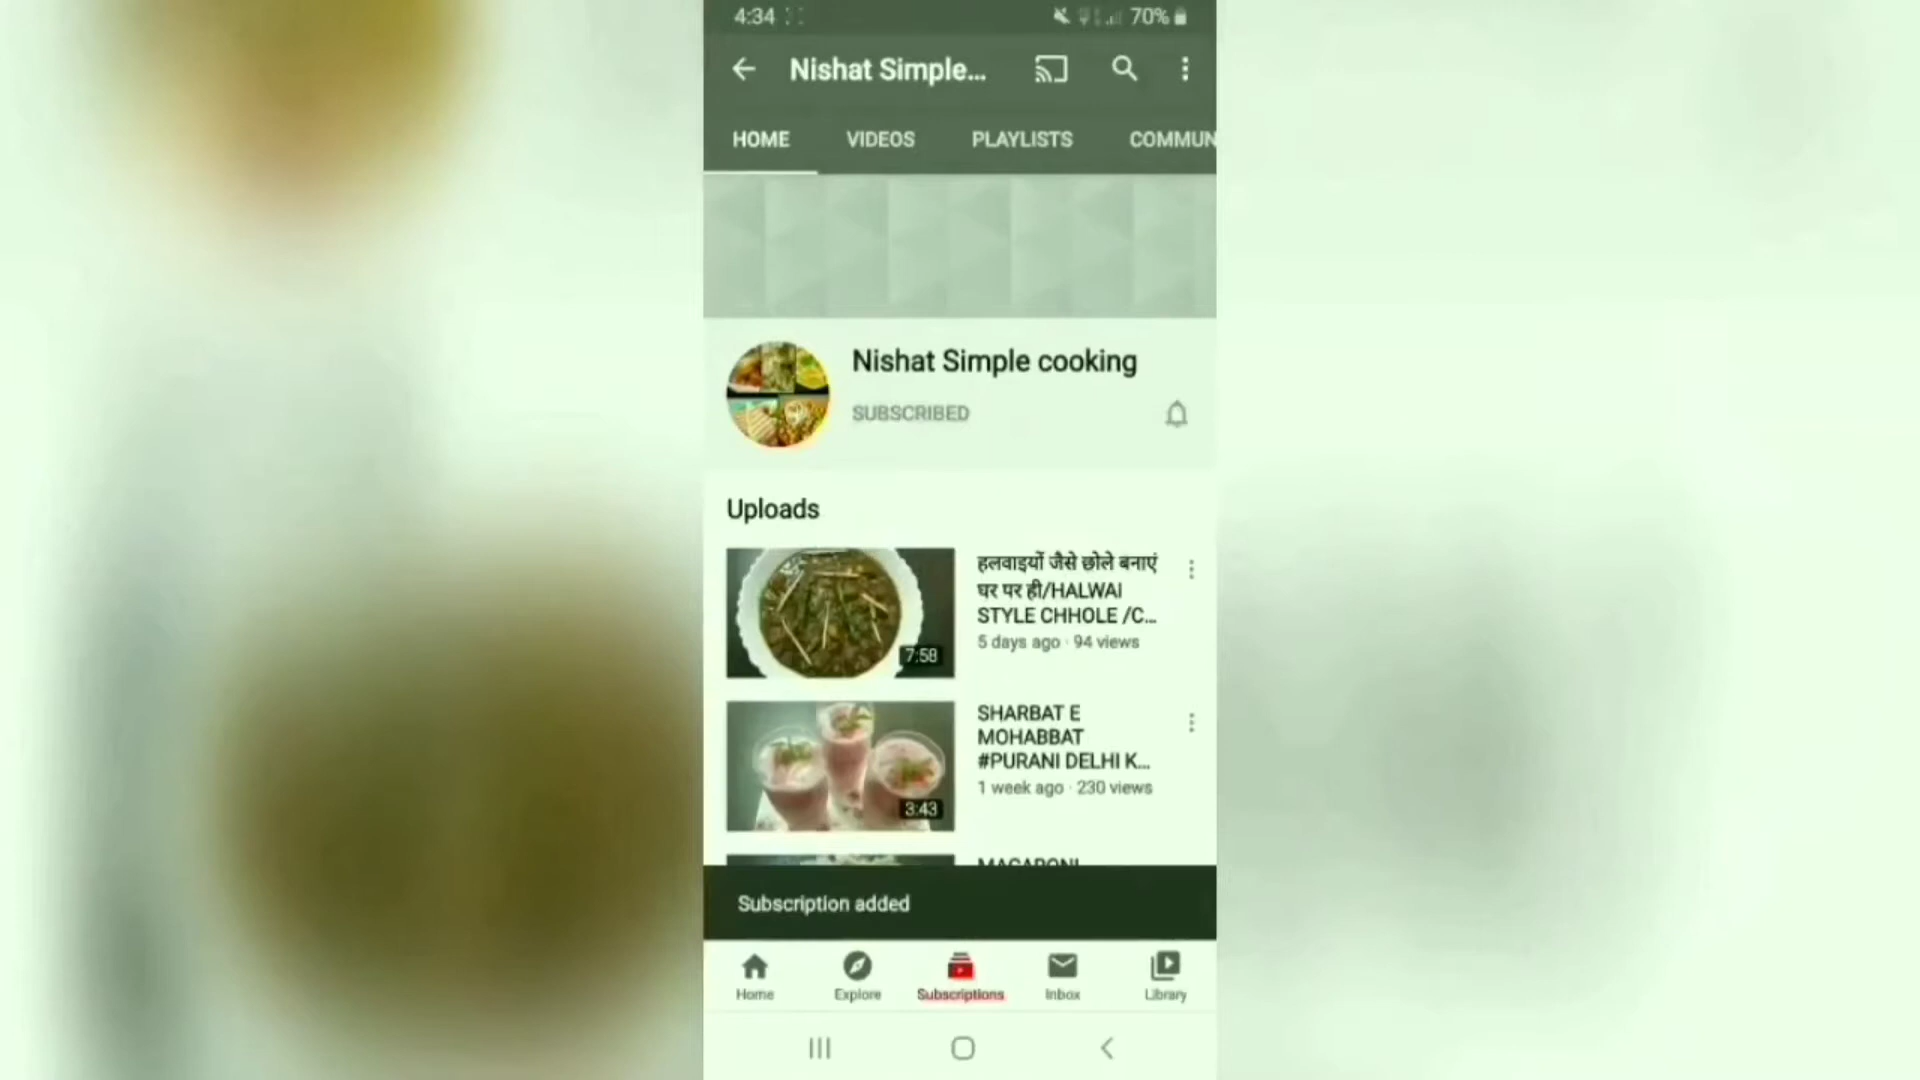 4:34
70%
Nishat Simple...
HOME VIDEOS PLAYLISTS COMMUN
Nishat Simple cooking
SUBSCRIBED
Uploads
हलवाइयों जैसे छोले बनाएं
घर पर ही/HALWAI
STYLE CHHOLE /C...
5 days ago · 94 views
7:58
SHARBAT E
MOHABBAT
#PURANI DELHI K...
1 week ago · 230 views
3:43
MACARONI
Subscription added
Home Explore Subscriptions Inbox Library